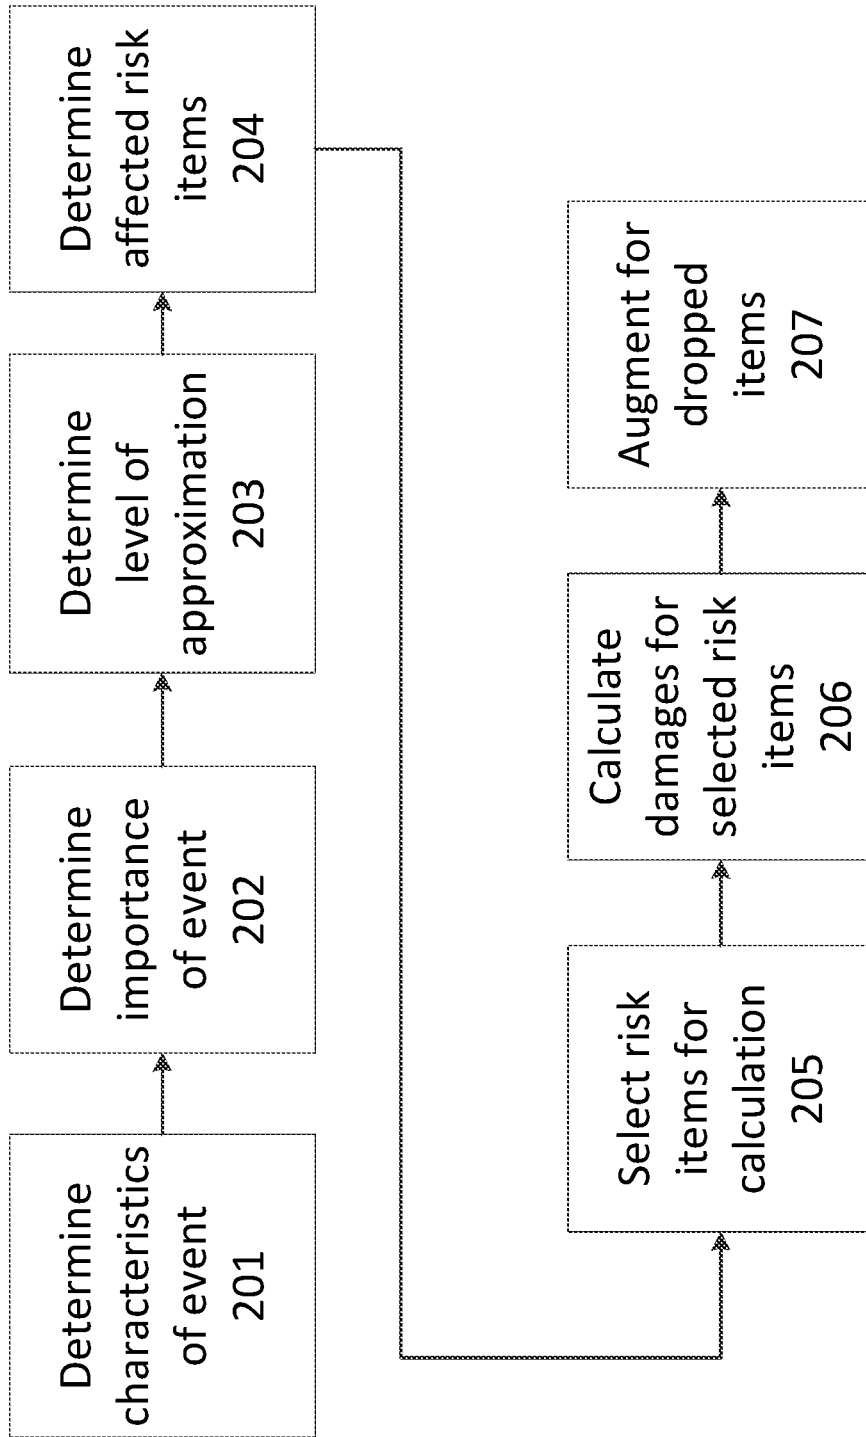 Determine
characteristics
of event
201
Determine
importance
of event
202
Determine
level of
approximation
203
Determine
affected risk
items
204
Select risk
items for
calculation
205
Calculate
damages for
selected risk
items
206
Augment for
dropped
items
207